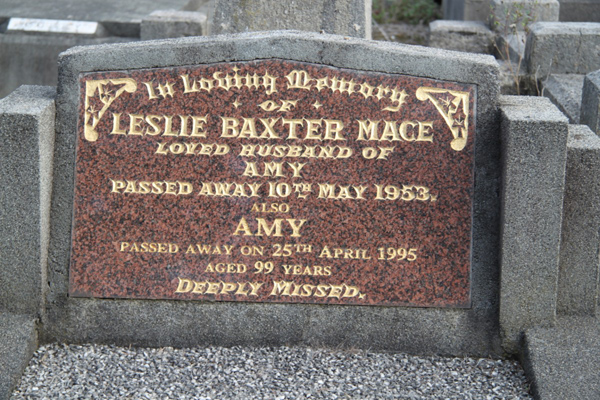 In Loving Memory
OF
LESLIE BAXTER MACE
LOVED HUSBAND OF
AMY
PASSED AWAY 10TH MAY 1953.
ALSO
AMY
PASSED AWAY ON 25TH APRIL 1995
AGED 99 YEARS
DEEPLY MISSED.